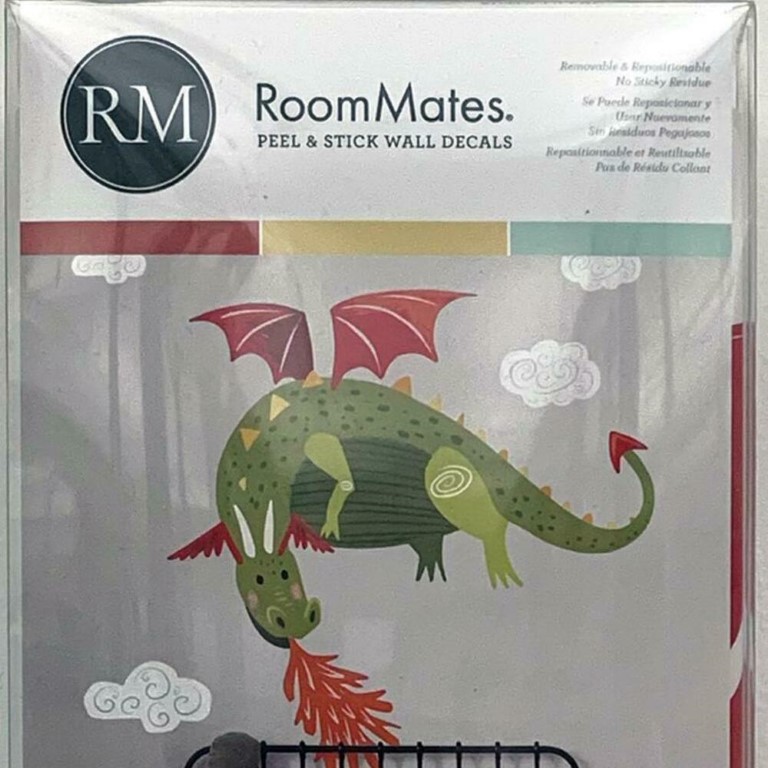 RM
RoomMates.
PEEL & STICK WALL DECALS
Removable & Repositionable
No Sticky Residue
Se Puede Reposicionar y
Usar Nuevamente
Sin Residuos Pegajosos
Repositionnable et Reutilisable
Pas de Résidu Collant